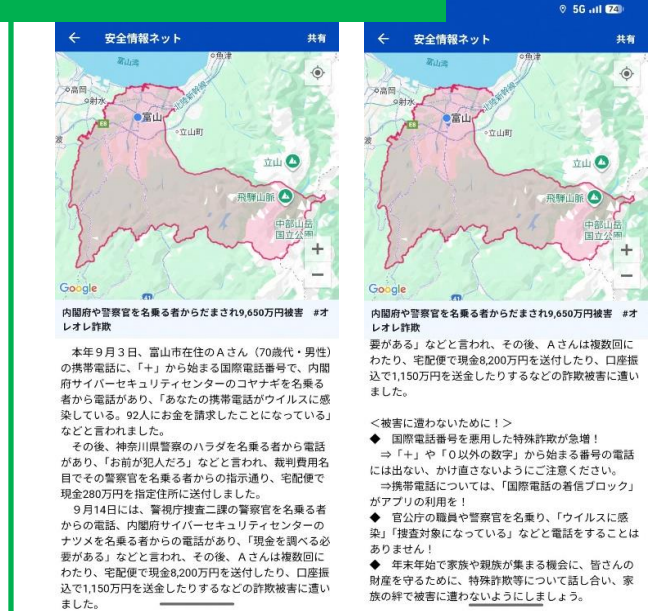 5G 74
安全情報ネット
共有
富山湾
魚津
高岡
射水
北陸新幹線
富山
立山町
立山
飛騨山脈
中部山岳
国立公園
+
−
Google
41
内閣府や警察官を名乗る者からだまされ9,650万円被害 #オ
レオレ詐欺
本年9月3日、富山市在住のAさん（70歳代・男性）
の携帯電話に、「+」から始まる国際電話番号で、内閣
府サイバーセキュリティセンターのコヤナギを名乗る
者から電話があり、「あなたの携帯電話がウイルスに感
染している。92人にお金を請求したことになっている」
などと言われました。
その後、神奈川県警察のハラダを名乗る者から電話
があり、「お前が犯人だろ」などと言われ、裁判費用名
目でその警察官を名乗る者からの指示通り、宅配便で
現金280万円を指定住所に送付しました。
9月14日には、警視庁捜査二課の警察官を名乗る者
からの電話、内閣府サイバーセキュリティセンターの
ナツメを名乗る者からの電話があり、「現金を調べる必
要がある」などと言われ、その後、Aさんは複数回に
わたり、宅配便で現金8,200万円を送付したり、口座振
込で1,150万円を送金したりするなどの詐欺被害に遭い
ました。
安全情報ネット
共有
富山湾
魚津
高岡
射水
北陸新幹線
富山
立山町
立山
飛騨山脈
中部山岳
国立公園
+
−
Google
41
内閣府や警察官を名乗る者からだまされ9,650万円被害 #オ
レオレ詐欺
要がある」などと言われ、その後、Aさんは複数回に
わたり、宅配便で現金8,200万円を送付したり、口座振
込で1,150万円を送金したりするなどの詐欺被害に遭い
ました。
＜被害に遭わないために！＞
◆ 国際電話番号を悪用した特殊詐欺が急増！
⇒「+」や「0以外の数字」から始まる番号の電話
には出ない、かけ直さないようにご注意ください。
⇒携帯電話については、「国際電話の着信ブロック」
がアプリの利用を！
◆ 官公庁の職員や警察官を名乗り、「ウイルスに感
染」「捜査対象になっている」などと電話をすることは
ありません！
◆ 年末年始で家族や親族が集まる機会に、皆さんの
財産を守るために、特殊詐欺等について話し合い、家
族の絆で被害に遭わないようにしましょう。